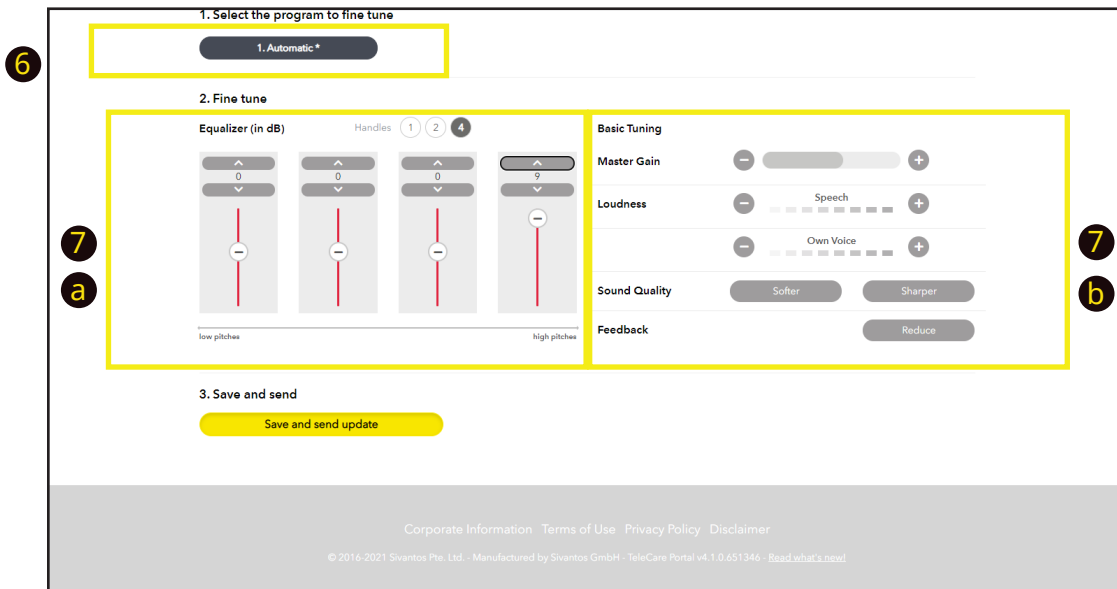 1. Select the program to fine tune
6
1. Automatic *
2. Fine tune
Equalizer (in dB)
Handles 1 2 4
0 0 0 9
low pitches high pitches
7
a
Basic Tuning
Master Gain
Loudness
Speech
Own Voice
Sound Quality
Softer Sharper
Feedback
Reduce
7
b
3. Save and send
Save and send update
Corporate Information Terms of Use Privacy Policy Disclaimer
© 2016-2021 Sivantos Pte. Ltd. - Manufactured by Sivantos GmbH - TeleCare Portal v4.1.0.651346 - Read what's new!